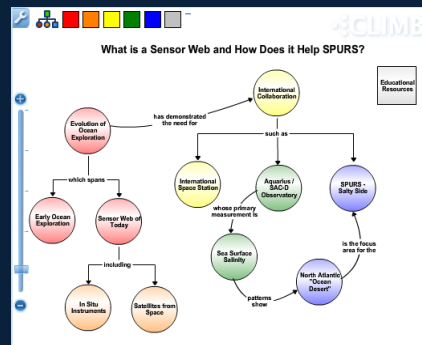 :CLIMB
What is a Sensor Web and How Does it Help SPURS?
International
Collaboration
Educational
Resources
has demonstrated
the need for
Evolution of
Ocean
Exploration
such as
which spans
International
Space Station
Aquarius /
SAC-D
Observatory
SPURS -
Salty Side
whose primary
measurement is
Early Ocean
Exploration
Sensor Web of
Today
is the focus
area for the
Sea Surface
Salinity
including
North Atlantic
"Ocean
Desert"
patterns
show
In Situ
Instruments
Satellites from
Space